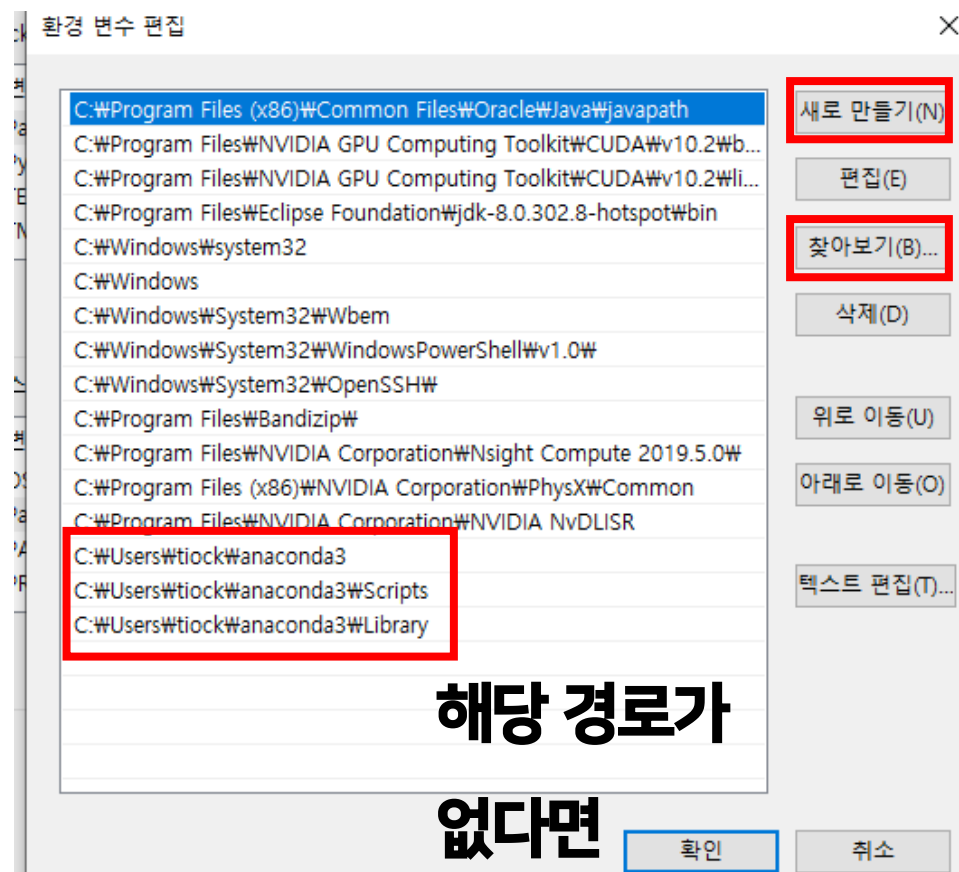 환경 변수 편집
C:₩Program Files (x86)₩Common Files₩Oracle₩Java₩javapath
새로 만들기(N)
C:₩Program Files₩NVIDIA GPU Computing Toolkit₩CUDA₩v10.2₩b...
C:₩Program Files₩NVIDIA GPU Computing Toolkit₩CUDA₩v10.2₩li...
편집(E)
C:₩Program Files₩Eclipse Foundation₩jdk-8.0.302.8-hotspot₩bin
C:₩Windows₩system32
찾아보기(B)...
C:₩Windows
C:₩Windows₩System32₩Wbem
삭제(D)
C:₩Windows₩System32₩WindowsPowerShell₩v1.0₩
C:₩Windows₩System32₩OpenSSH₩
C:₩Program Files₩Bandizip₩
위로 이동(U)
C:₩Program Files₩NVIDIA Corporation₩Nsight Compute 2019.5.0₩
C:₩Program Files (x86)₩NVIDIA Corporation₩PhysX₩Common
아래로 이동(O)
C:₩Program Files₩NVIDIA Corporation₩NVIDIA NvDLISR
C:₩Users₩tiock₩anaconda3
C:₩Users₩tiock₩anaconda3₩Scripts
텍스트 편집(T)...
C:₩Users₩tiock₩anaconda3₩Library
해당 경로가
없다면
확인
취소